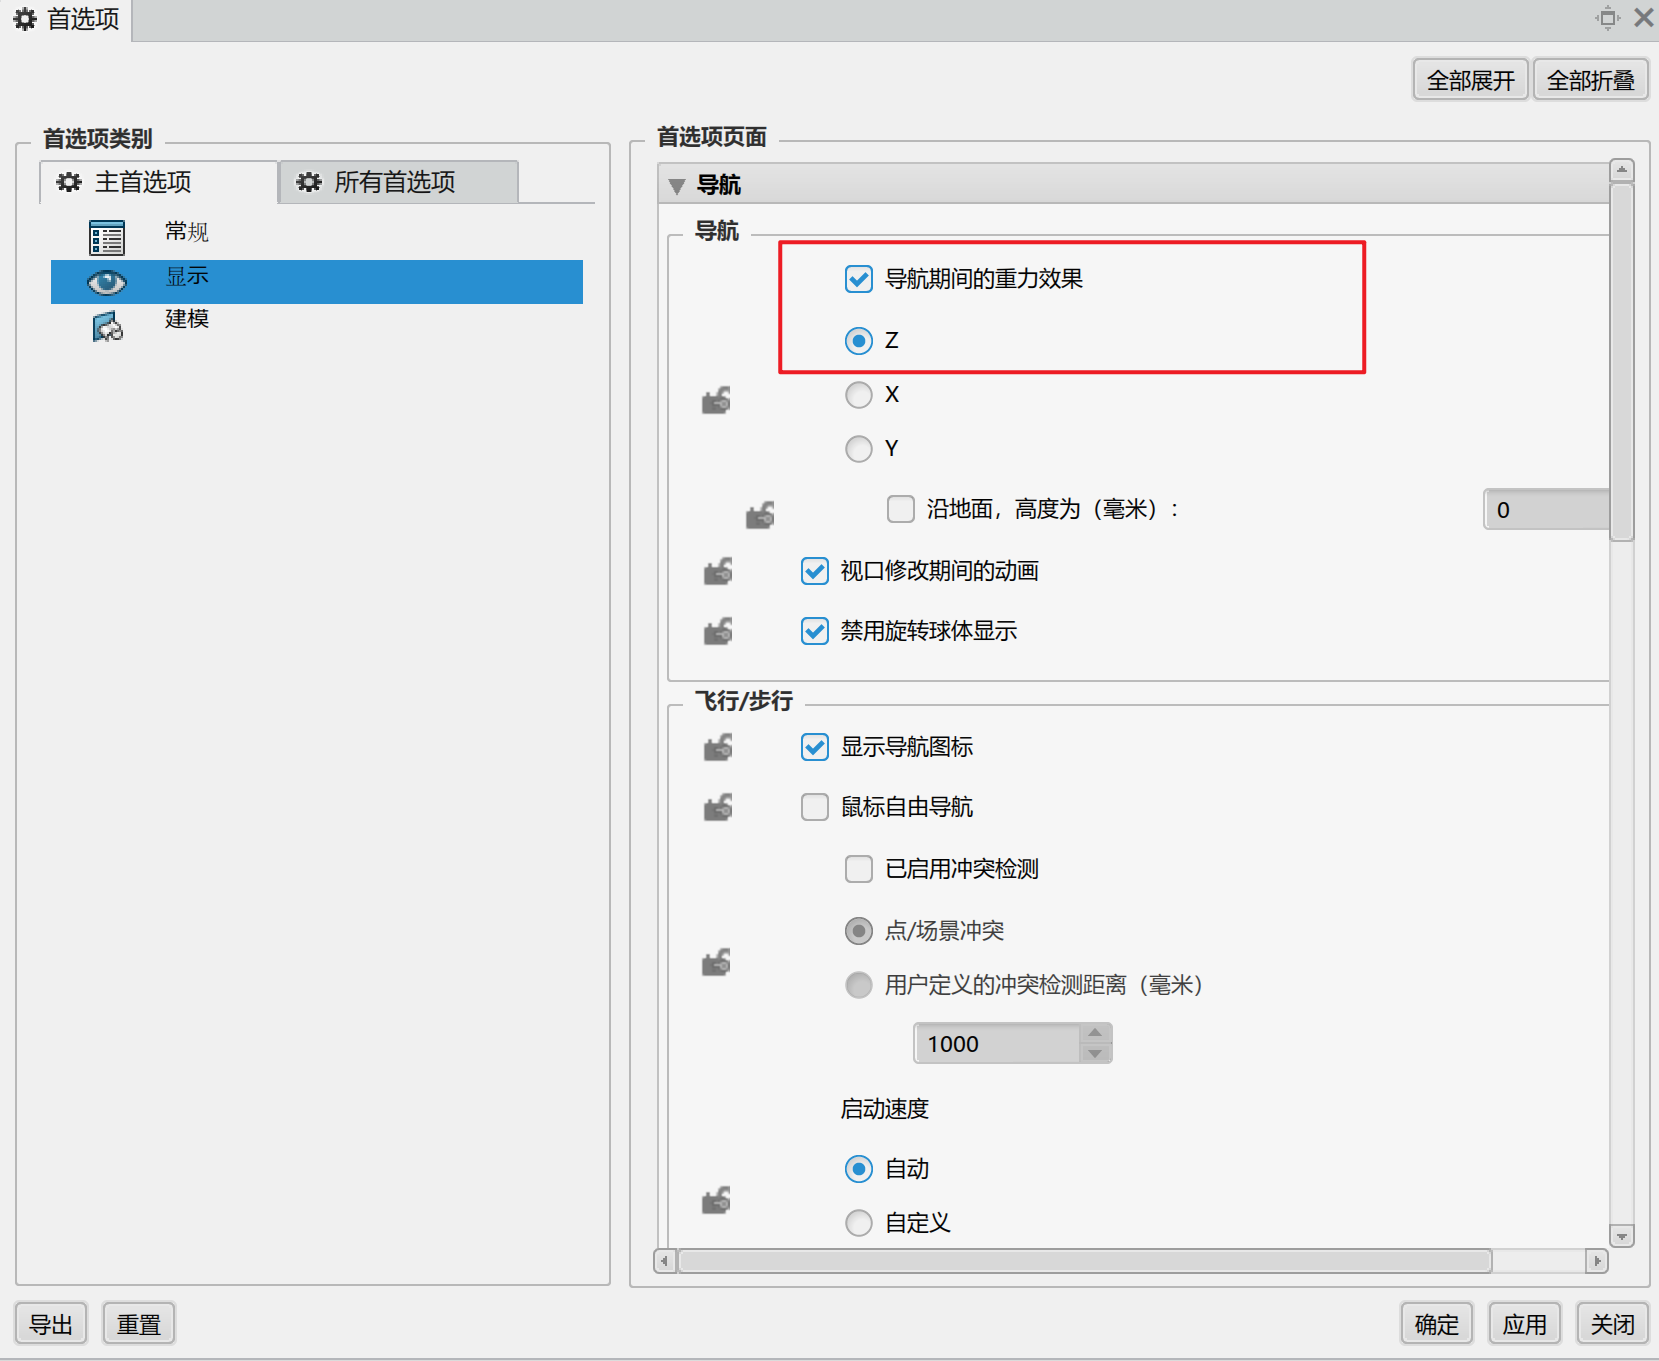 首选项
全部展开
全部折叠
首选项类别
主首选项
所有首选项
常规
显示
建模
首选项页面
导航
导航
导航期间的重力效果
Z
X
Y
沿地面，高度为（毫米）：
0
视口修改期间的动画
禁用旋转球体显示
飞行/步行
显示导航图标
鼠标自由导航
已启用冲突检测
点/场景冲突
用户定义的冲突检测距离（毫米）
1000
启动速度
自动
自定义
导出
重置
确定
应用
关闭